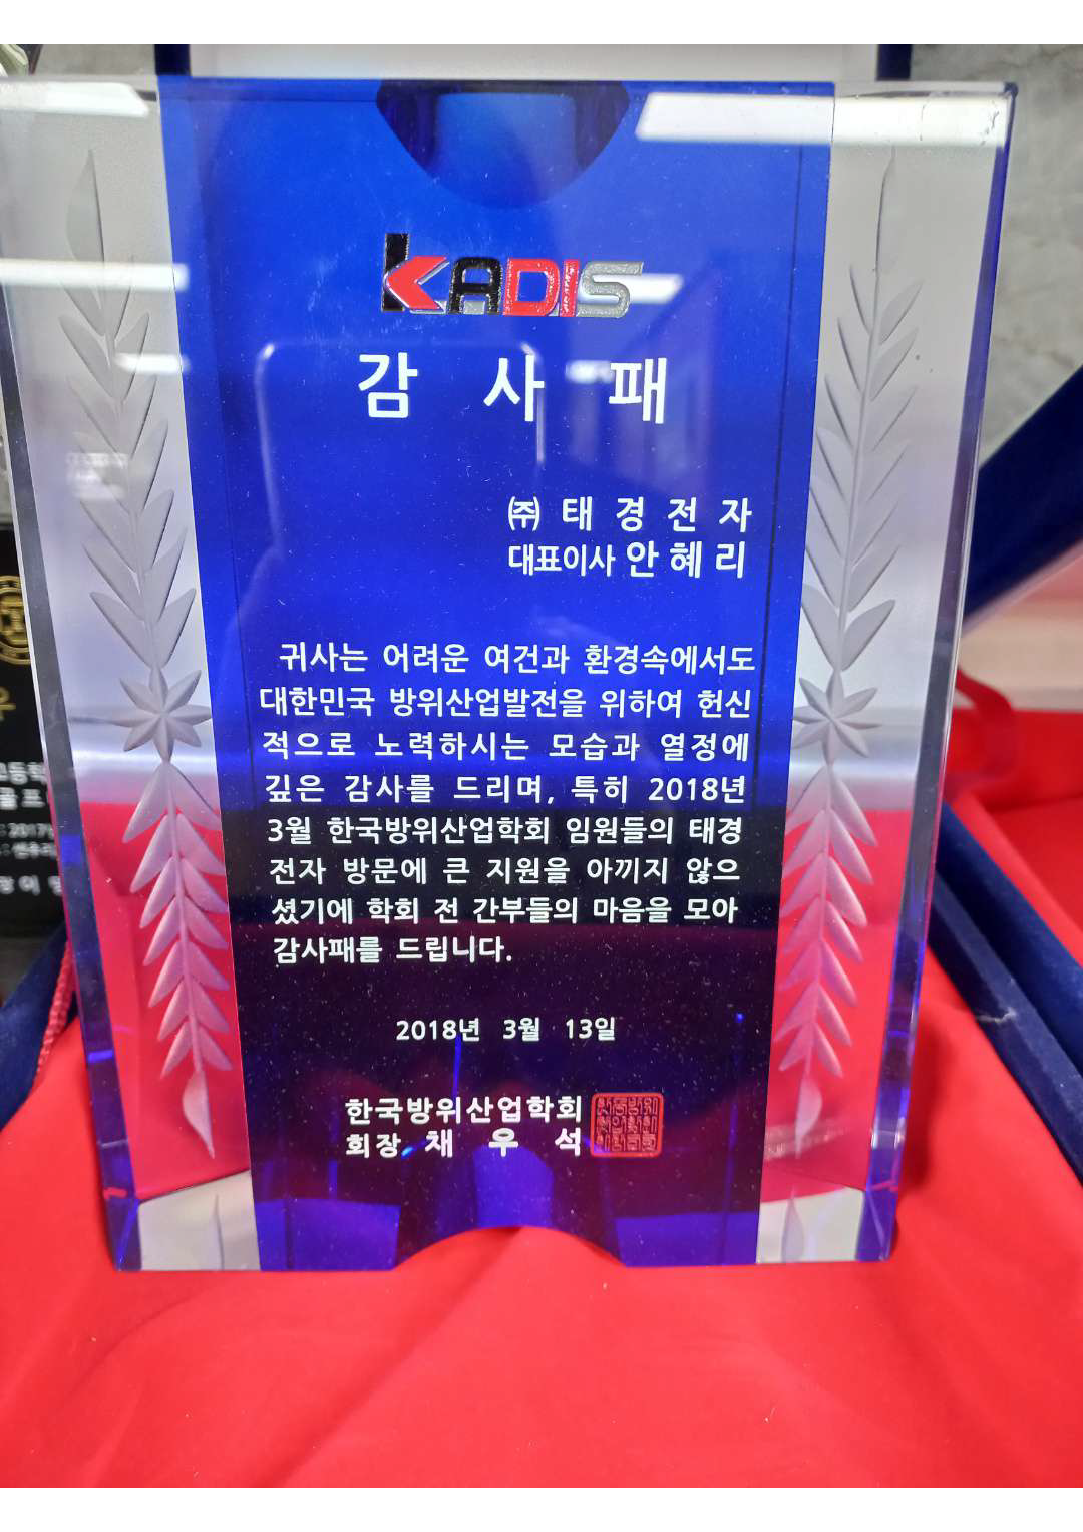 KADIS
감 사 패
㈜ 태 경 전 자
대표이사 안 혜 리
귀사는 어려운 여건과 환경속에서도
대한민국 방위산업발전을 위하여 헌신
적으로 노력하시는 모습과 열정에
깊은 감사를 드리며, 특히 2018년
3월 한국방위산업학회 임원들의 태경
전자 방문에 큰 지원을 아끼지 않으
셨기에 학회 전 간부들의 마음을 모아
감사패를 드립니다.
2018년 3월 13일
한국방위산업학회
회장 채 우 석